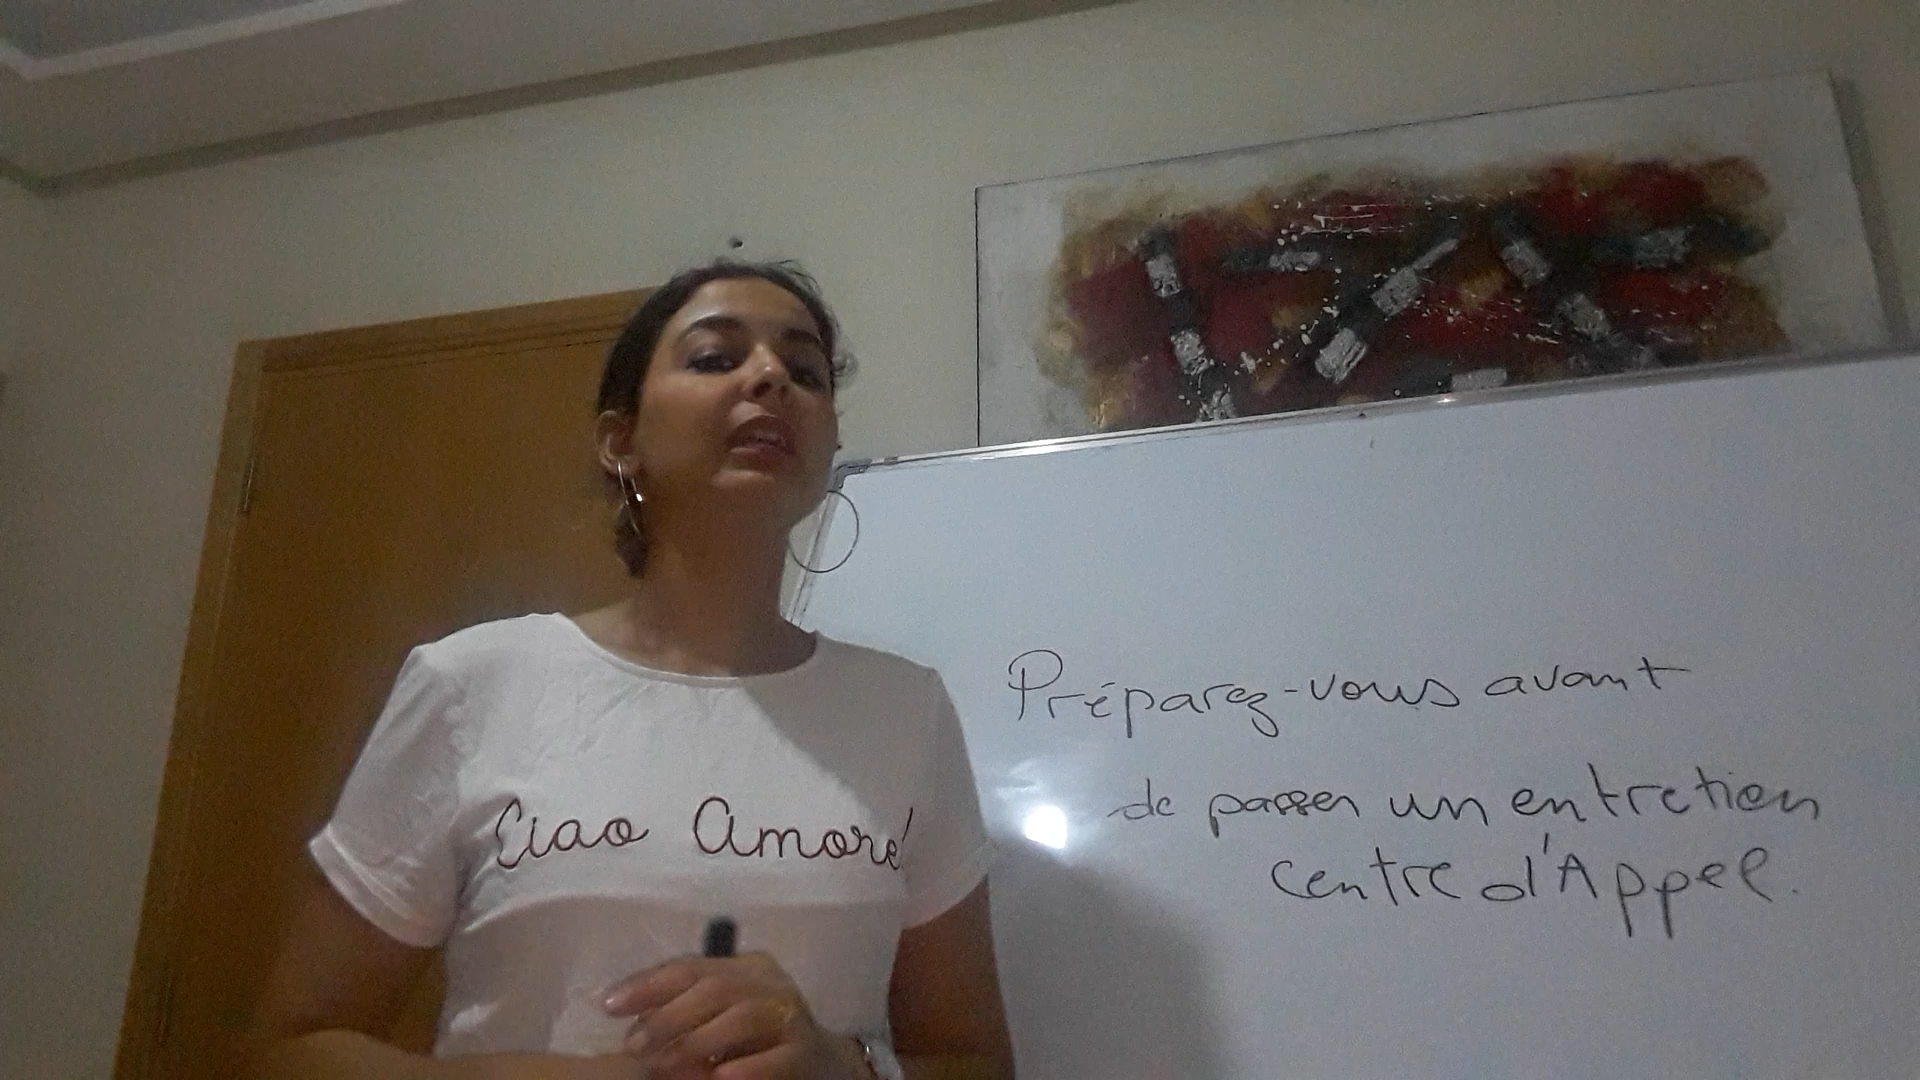 Ciao Amore!
Préparez-vous avant
de passer un entretien
centre d'Appel.